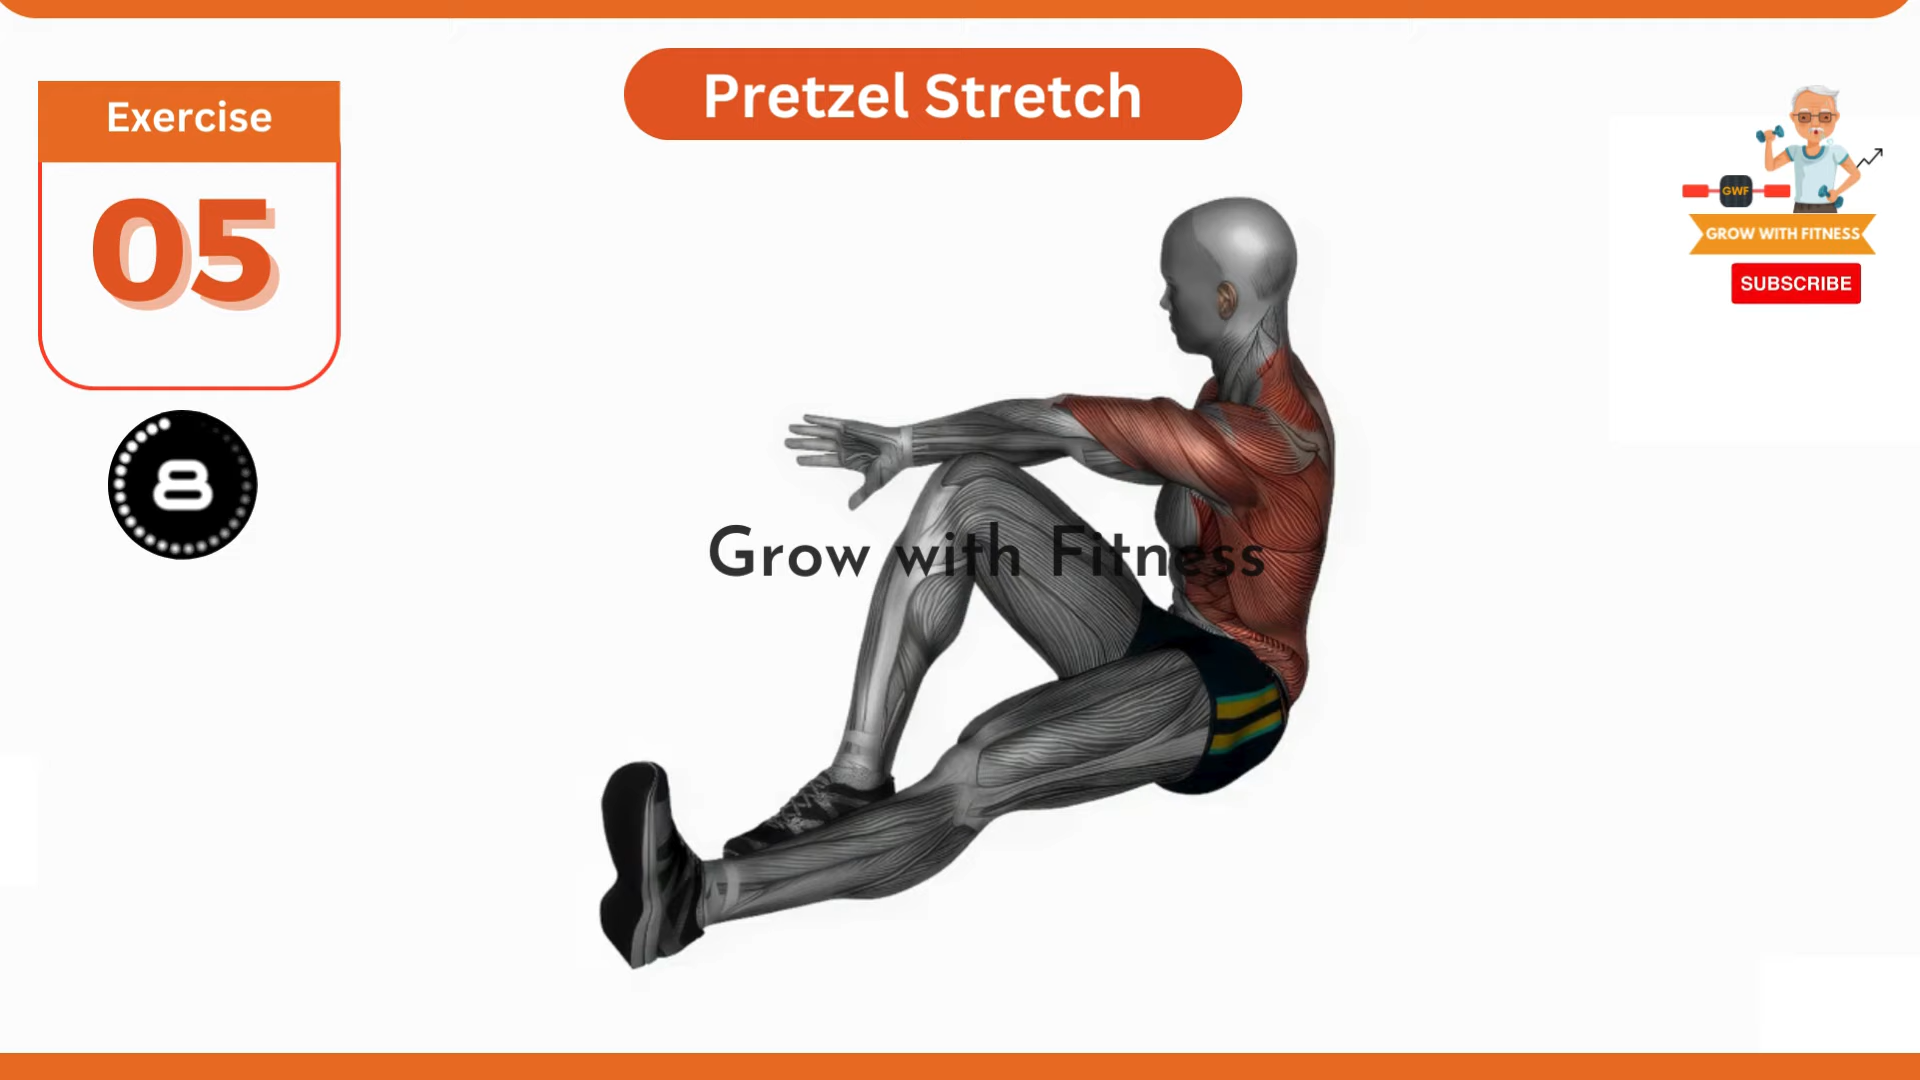 Pretzel Stretch
Exercise
05
8
GWF
GROW WITH FITNESS
SUBSCRIBE
Grow with Fitness